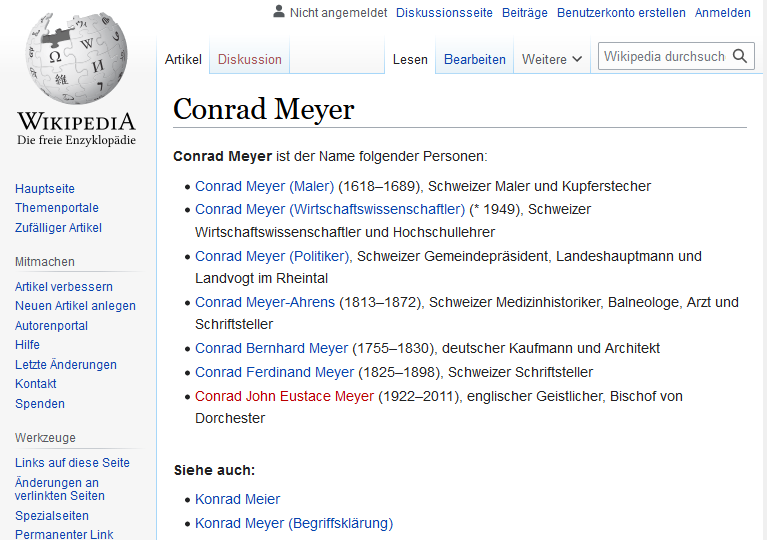 Nicht angemeldet Diskussionsseite Beiträge Benutzerkonto erstellen Anmelden
Artikel Diskussion Lesen Bearbeiten Weitere Wikipedia durchsuch
WIKIPEDIA
Die freie Enzyklopädie
Hauptseite
Themenportale
Zufälliger Artikel
Mitmachen
Artikel verbessern
Neuen Artikel anlegen
Autorenportal
Hilfe
Letzte Änderungen
Kontakt
Spenden
Werkzeuge
Links auf diese Seite
Änderungen an
verlinkten Seiten
Spezialseiten
Permanenter Link
Conrad Meyer
Conrad Meyer ist der Name folgender Personen:
• Conrad Meyer (Maler) (1618–1689), Schweizer Maler und Kupferstecher
• Conrad Meyer (Wirtschaftswissenschaftler) (* 1949), Schweizer
Wirtschaftswissenschaftler und Hochschullehrer
• Conrad Meyer (Politiker), Schweizer Gemeindepräsident, Landeshauptmann und
Landvogt im Rheintal
• Conrad Meyer-Ahrens (1813–1872), Schweizer Medizinhistoriker, Balneologe, Arzt und
Schriftsteller
• Conrad Bernhard Meyer (1755–1830), deutscher Kaufmann und Architekt
• Conrad Ferdinand Meyer (1825–1898), Schweizer Schriftsteller
• Conrad John Eustace Meyer (1922–2011), englischer Geistlicher, Bischof von
Dorchester
Siehe auch:
• Konrad Meier
• Konrad Meyer (Begriffsklärung)